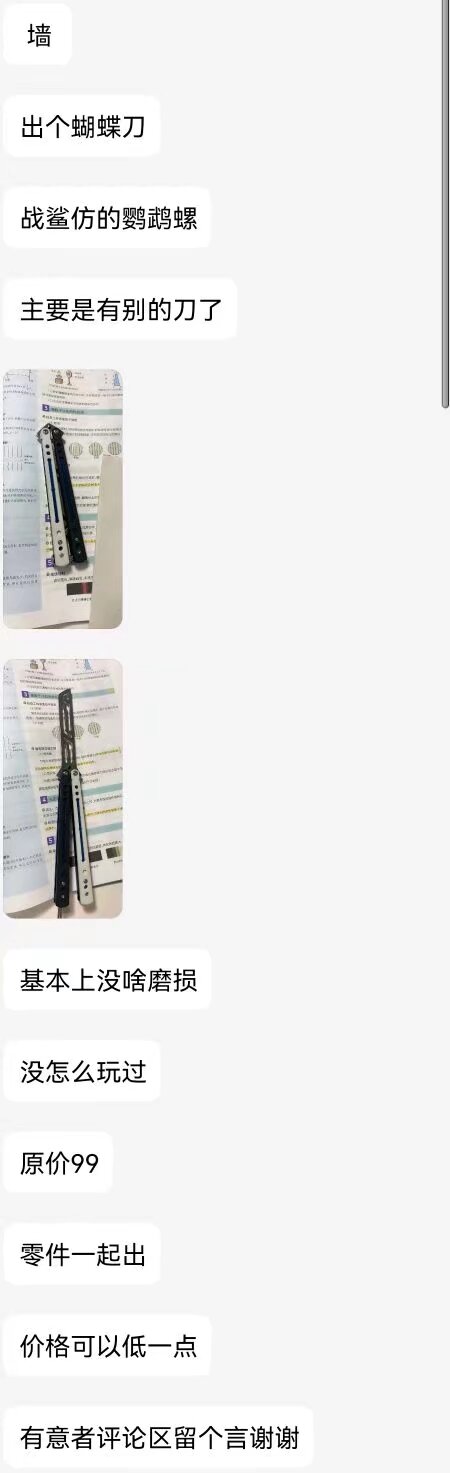 墙
出个蝴蝶刀
战鲨仿的鹦鹉螺
主要是有别的刀了
基本上没啥磨损
没怎么玩过
原价99
零件一起出
价格可以低一点
有意者评论区留个言谢谢